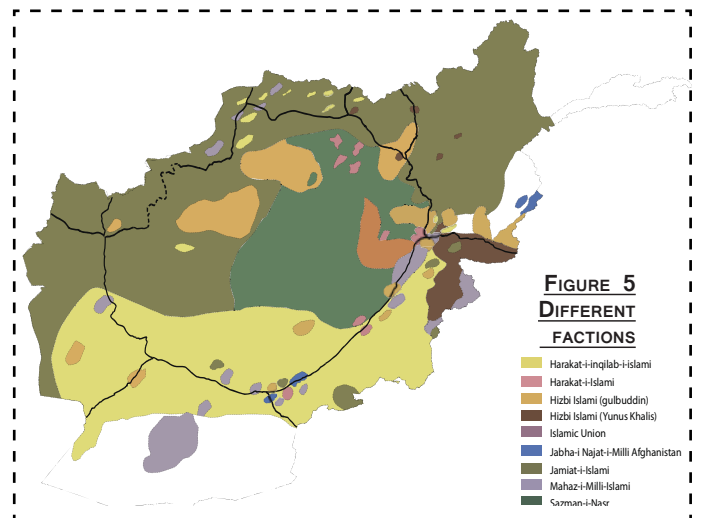 FIGURE 5
DIFFERENT
FACTIONS
Harakat-i-inqilab-i-islami
Harakat-i-Islami
Hizbi Islami (gulbuddin)
Hizbi Islami (Yunus Khalis)
Islamic Union
Jabha-i Najat-i-Milli Afghanistan
Jamiat-i-Islami
Mahaz-i-Milli-Islami
Sazman-i-Nasr